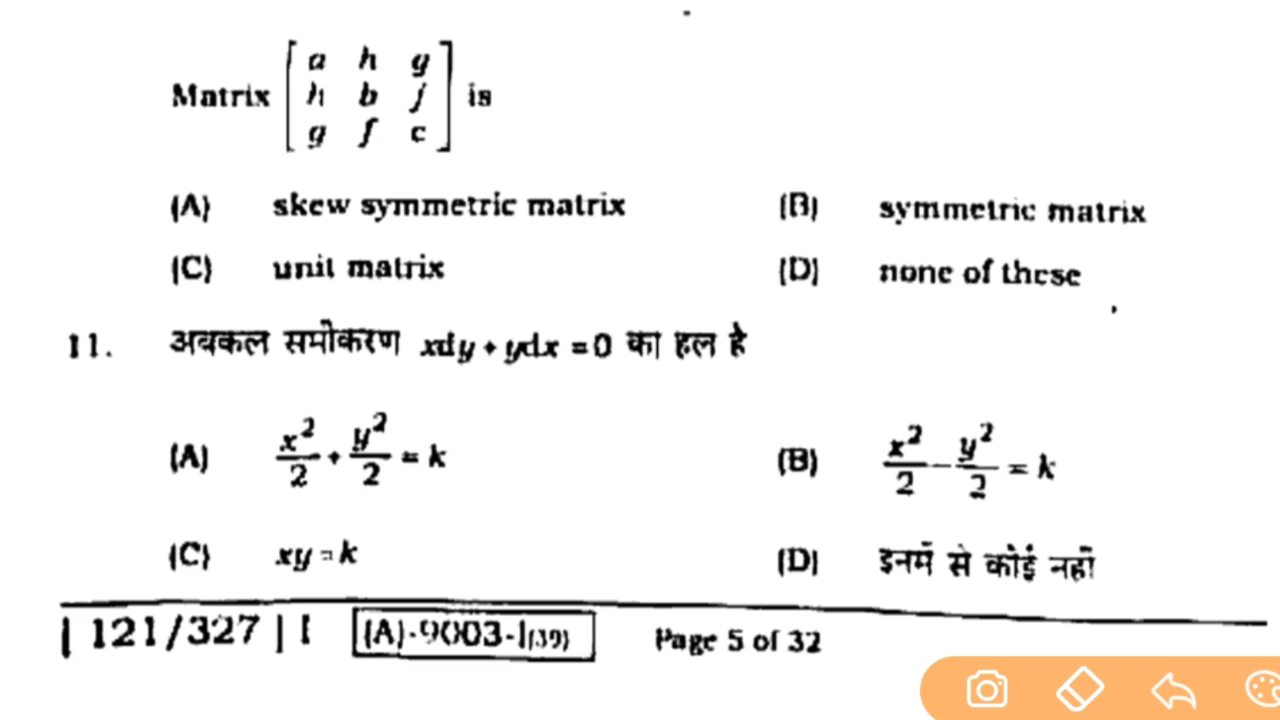 Matrix [ a h g
h b f
g f c ] is
(A) skew symmetric matrix (B) symmetric matrix
(C) unit matrix (D) none of these
11. अवकल समीकरण xdy + ydx = 0 का हल है
(A) x²/2 + y²/2 = k (B) x²/2 − y²/2 = k
(C) xy = k (D) इनमें से कोई नहीं
| 121/327 | I (A)-9003-I(39) Page 5 of 32